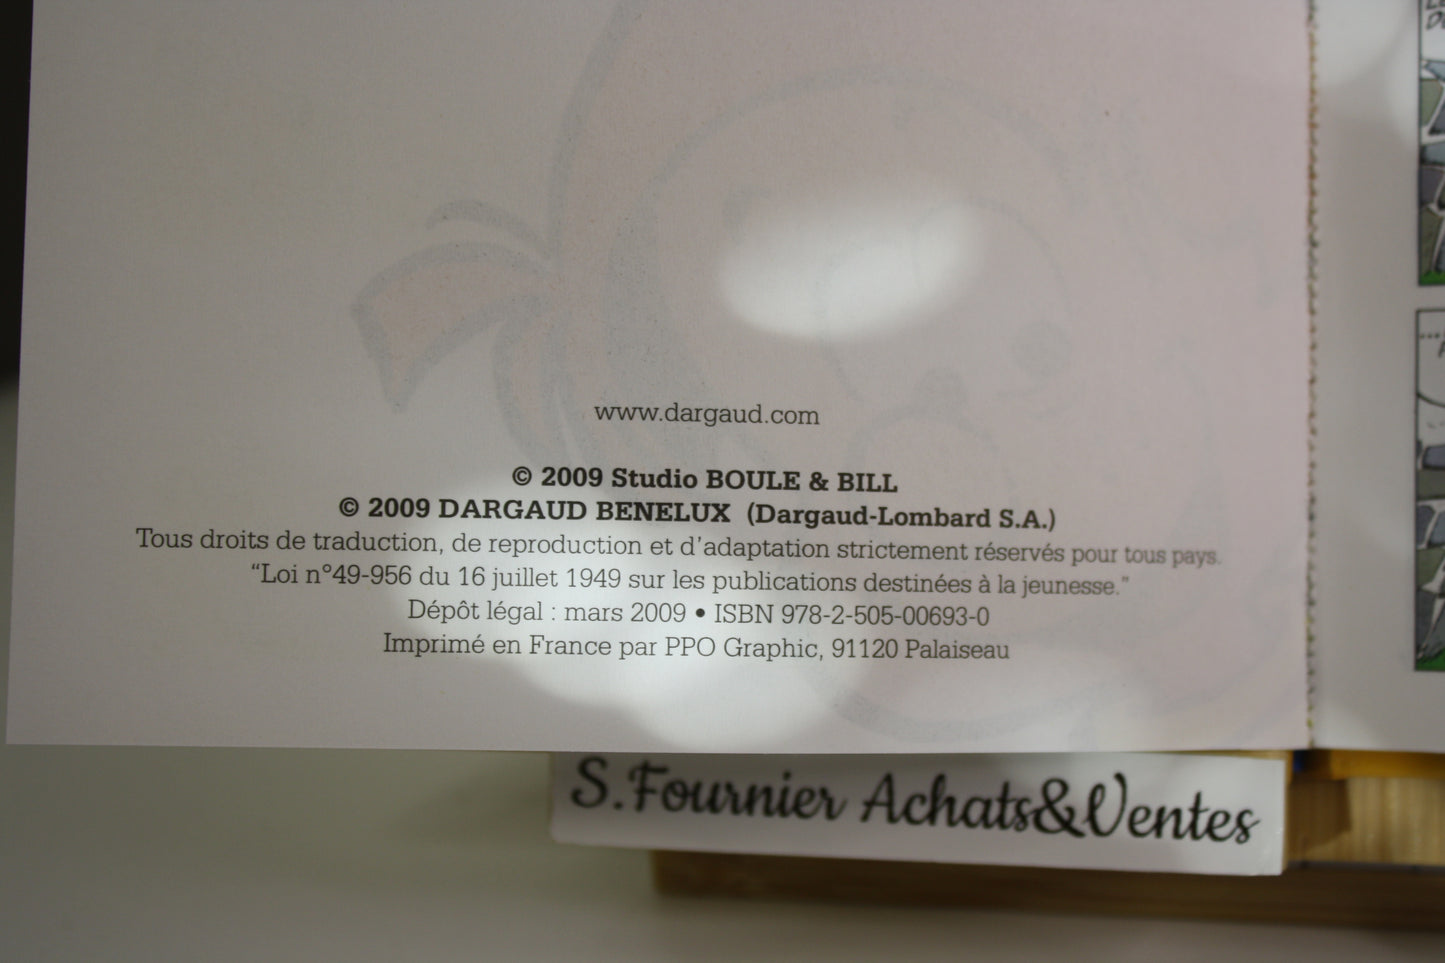 www.dargaud.com
© 2009 Studio BOULE & BILL
© 2009 DARGAUD BENELUX (Dargaud-Lombard S.A.)
Tous droits de traduction, de reproduction et d'adaptation strictement réservés pour tous pays.
“Loi n°49-956 du 16 juillet 1949 sur les publications destinées à la jeunesse.”
Dépôt légal : mars 2009 • ISBN 978-2-505-00693-0
Imprimé en France par PPO Graphic, 91120 Palaiseau
S.Fournier Achats&Ventes